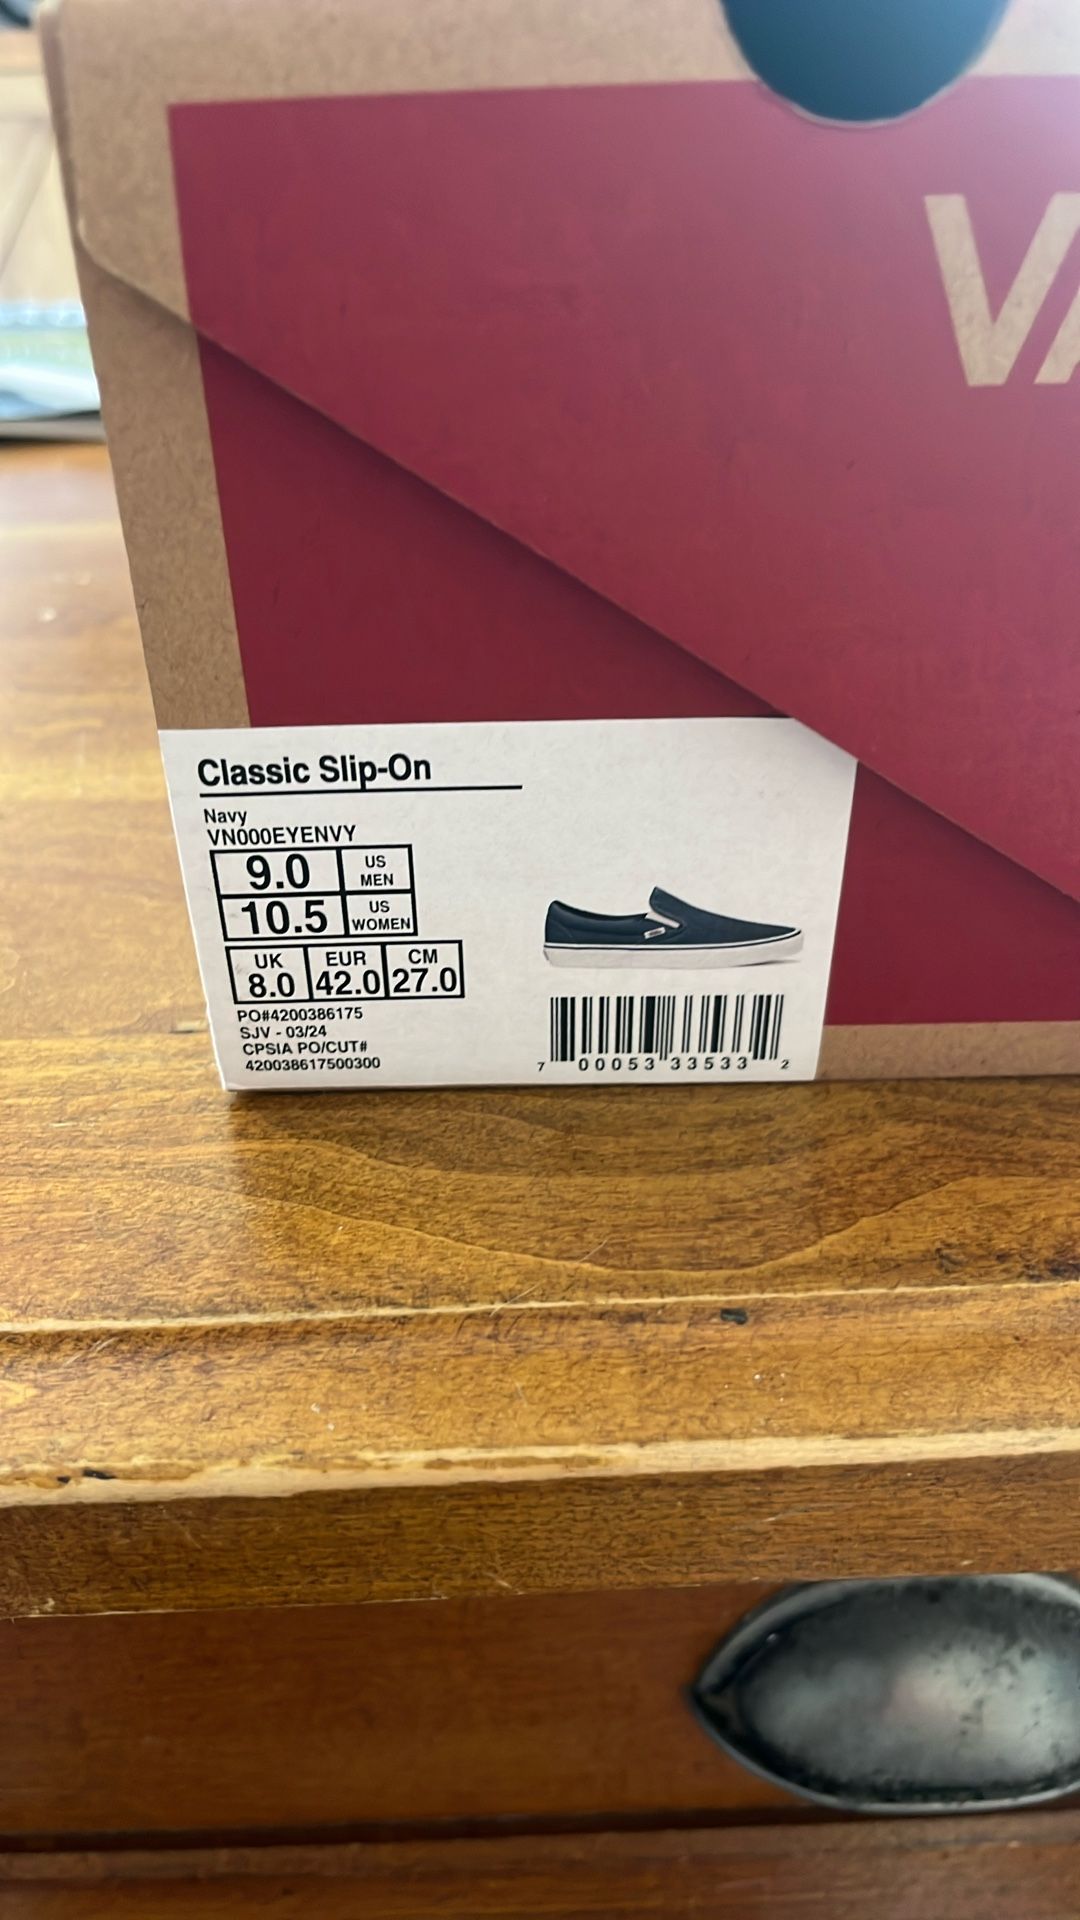 VA
Classic Slip-On
Navy
VN000EYENVY
9.0 US MEN
10.5 US WOMEN
UK EUR CM
8.0 42.0 27.0
PO#4200386175
SJV - 03/24
CPSIA PO/CUT#
420038617500300
7 00053 33533 2